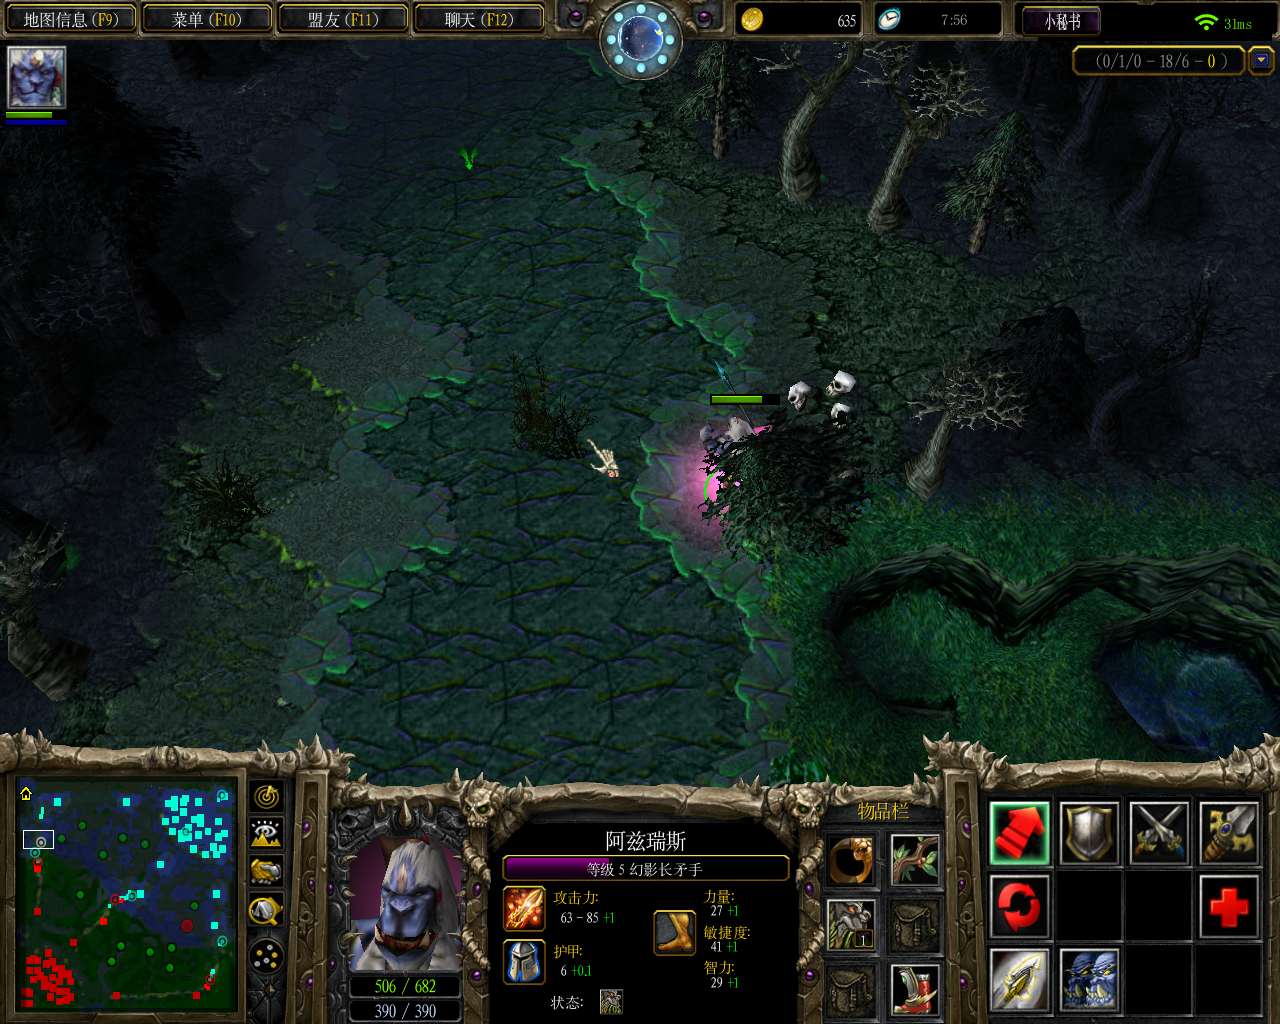 地图信息 (F9)
菜单 (F10)
盟友 (F11)
聊天 (F12)
635
7:56
小秘书
31ms
(0/1/0 - 18/6 - 0 )
物品栏
阿兹瑞斯
等级 5 幻影长矛手
攻击力:
63 - 85 +1
护甲:
6 +0.1
状态:
力量:
27 +1
敏捷度:
41 +1
智力:
29 +1
1
506 / 682
390 / 390